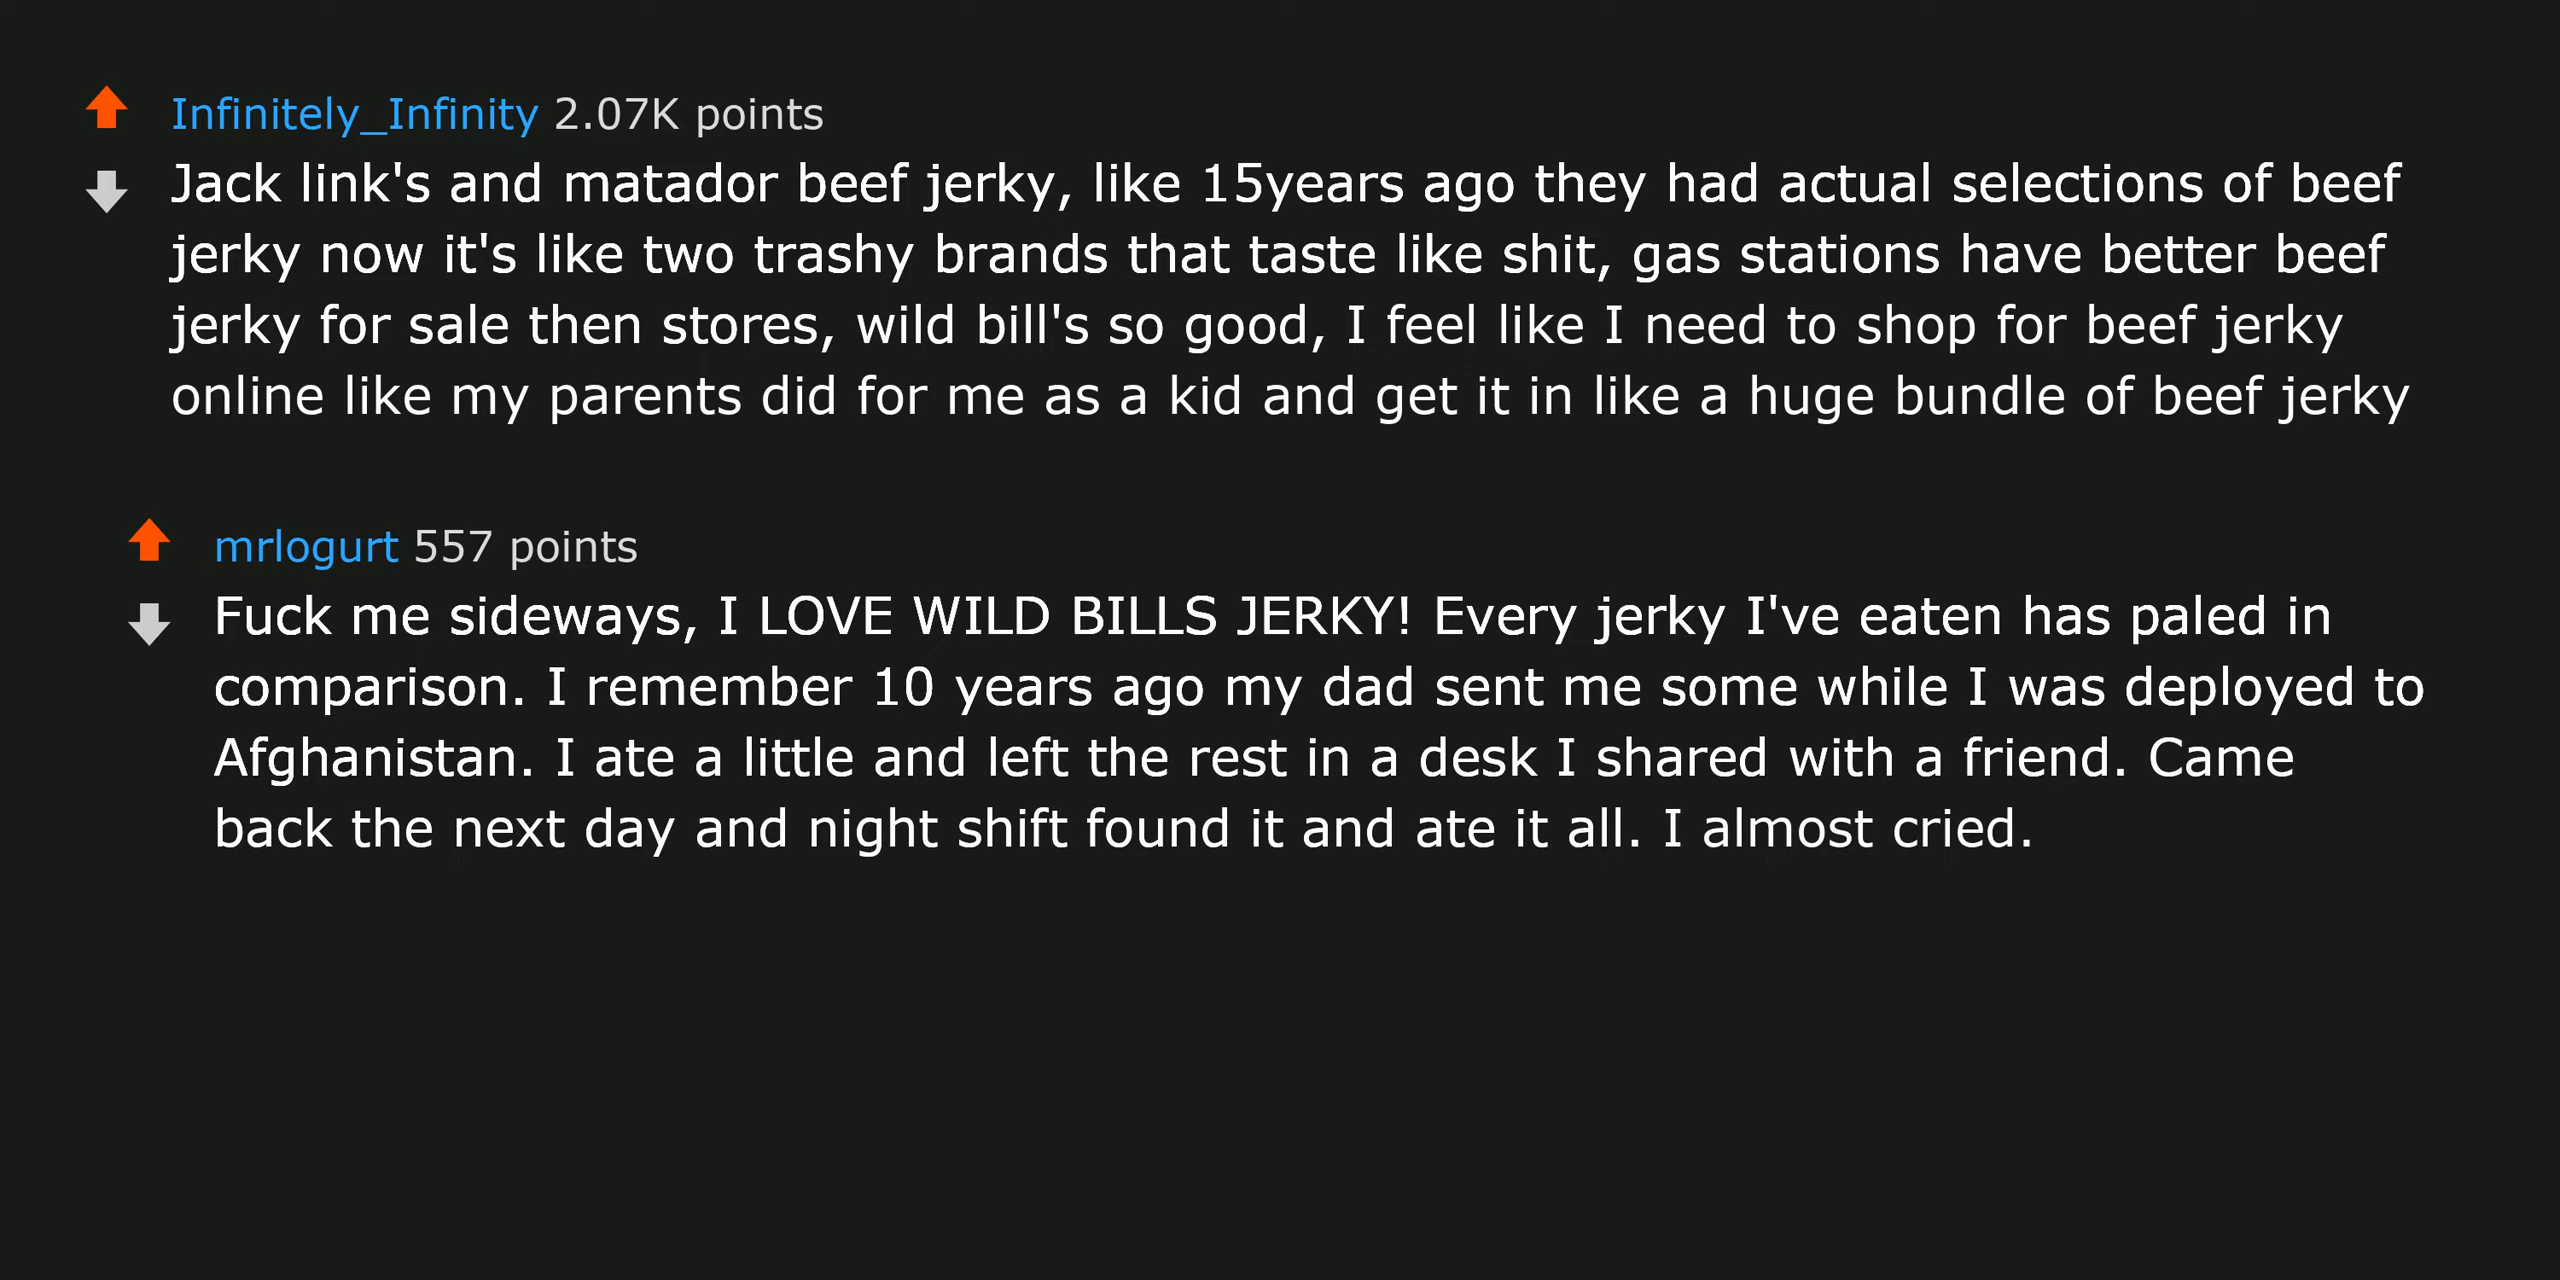 Infinitely_Infinity 2.07K points
Jack link's and matador beef jerky, like 15years ago they had actual selections of beef
jerky now it's like two trashy brands that taste like shit, gas stations have better beef
jerky for sale then stores, wild bill's so good, I feel like I need to shop for beef jerky
online like my parents did for me as a kid and get it in like a huge bundle of beef jerky
mrlogurt 557 points
Fuck me sideways, I LOVE WILD BILLS JERKY! Every jerky I've eaten has paled in
comparison. I remember 10 years ago my dad sent me some while I was deployed to
Afghanistan. I ate a little and left the rest in a desk I shared with a friend. Came
back the next day and night shift found it and ate it all. I almost cried.